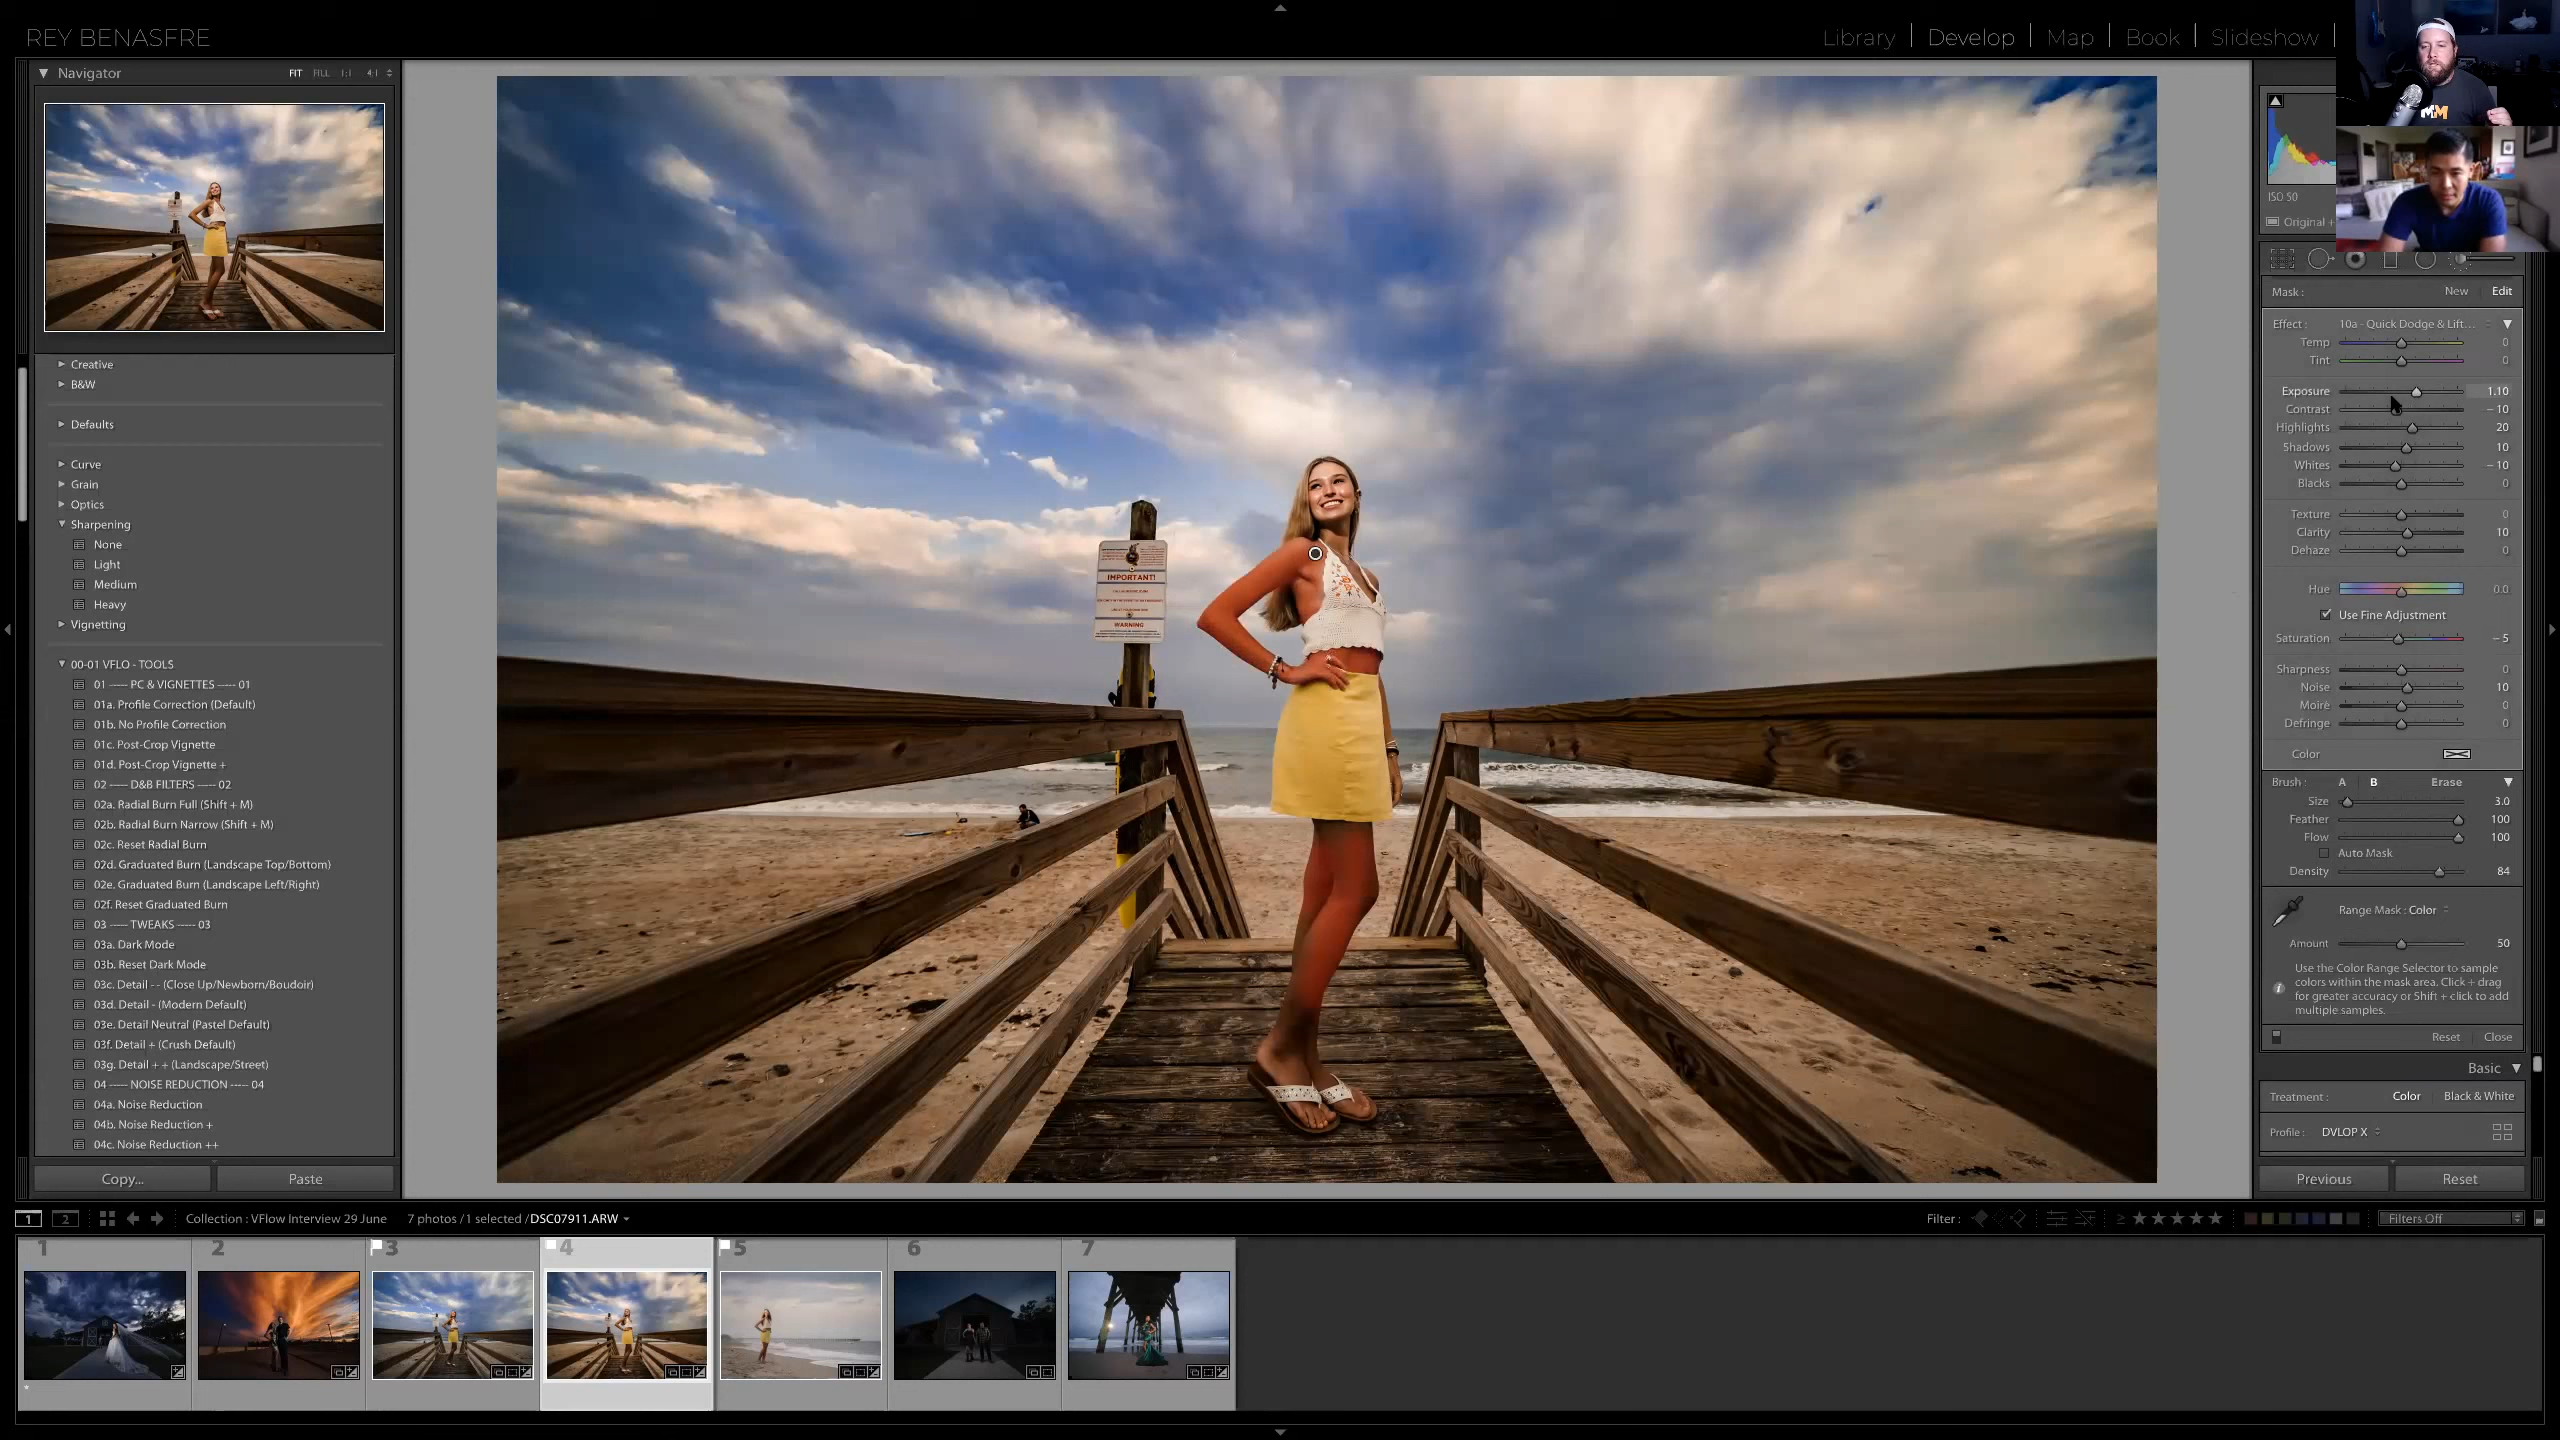 REY BENASFRE
Library | Develop | Map | Book | Slideshow |
Navigator FIT FILL 1:1 4:1
Creative
B&W
Defaults
Curve
Grain
Optics
Sharpening
None
Light
Medium
Heavy
Vignetting
00-01 VFLO - TOOLS
01 ----- PC & VIGNETTES ----- 01
01a. Profile Correction (Default)
01b. No Profile Correction
01c. Post-Crop Vignette
01d. Post-Crop Vignette +
02 ----- D&B FILTERS ----- 02
02a. Radial Burn Full (Shift + M)
02b. Radial Burn Narrow (Shift + M)
02c. Reset Radial Burn
02d. Graduated Burn (Landscape Top/Bottom)
02e. Graduated Burn (Landscape Left/Right)
02f. Reset Graduated Burn
03 ----- TWEAKS ----- 03
03a. Dark Mode
03b. Reset Dark Mode
03c. Detail - - (Close Up/Newborn/Boudoir)
03d. Detail - (Modern Default)
03e. Detail Neutral (Pastel Default)
03f. Detail + (Crush Default)
03g. Detail + + (Landscape/Street)
04 ----- NOISE REDUCTION ----- 04
04a. Noise Reduction
04b. Noise Reduction +
04c. Noise Reduction ++
Copy... Paste
IMPORTANT!
WARNING
MM
ISO 50
Original +
Mask : New Edit
Effect : 10a - Quick Dodge & Lift...
Temp 0
Tint 0
Exposure 1.10
Contrast – 10
Highlights 20
Shadows 10
Whites – 10
Blacks 0
Texture 0
Clarity 10
Dehaze 0
Hue 0.0
Use Fine Adjustment
Saturation – 5
Sharpness 0
Noise 10
Moiré 0
Defringe 0
Color
Brush : A B Erase
Size 3.0
Feather 100
Flow 100
Auto Mask
Density 84
Range Mask : Color
Amount 50
Use the Color Range Selector to sample
colors within the mask area. Click + drag
for greater accuracy or Shift + click to add
multiple samples.
Reset Close
Basic
Treatment : Color Black & White
Profile : DVLOP X
Previous Reset
1 2 Collection : VFlow Interview 29 June 7 photos / 1 selected / DSC07911.ARW Filter : ≥ Filters Off
1 2 3 4 5 6 7